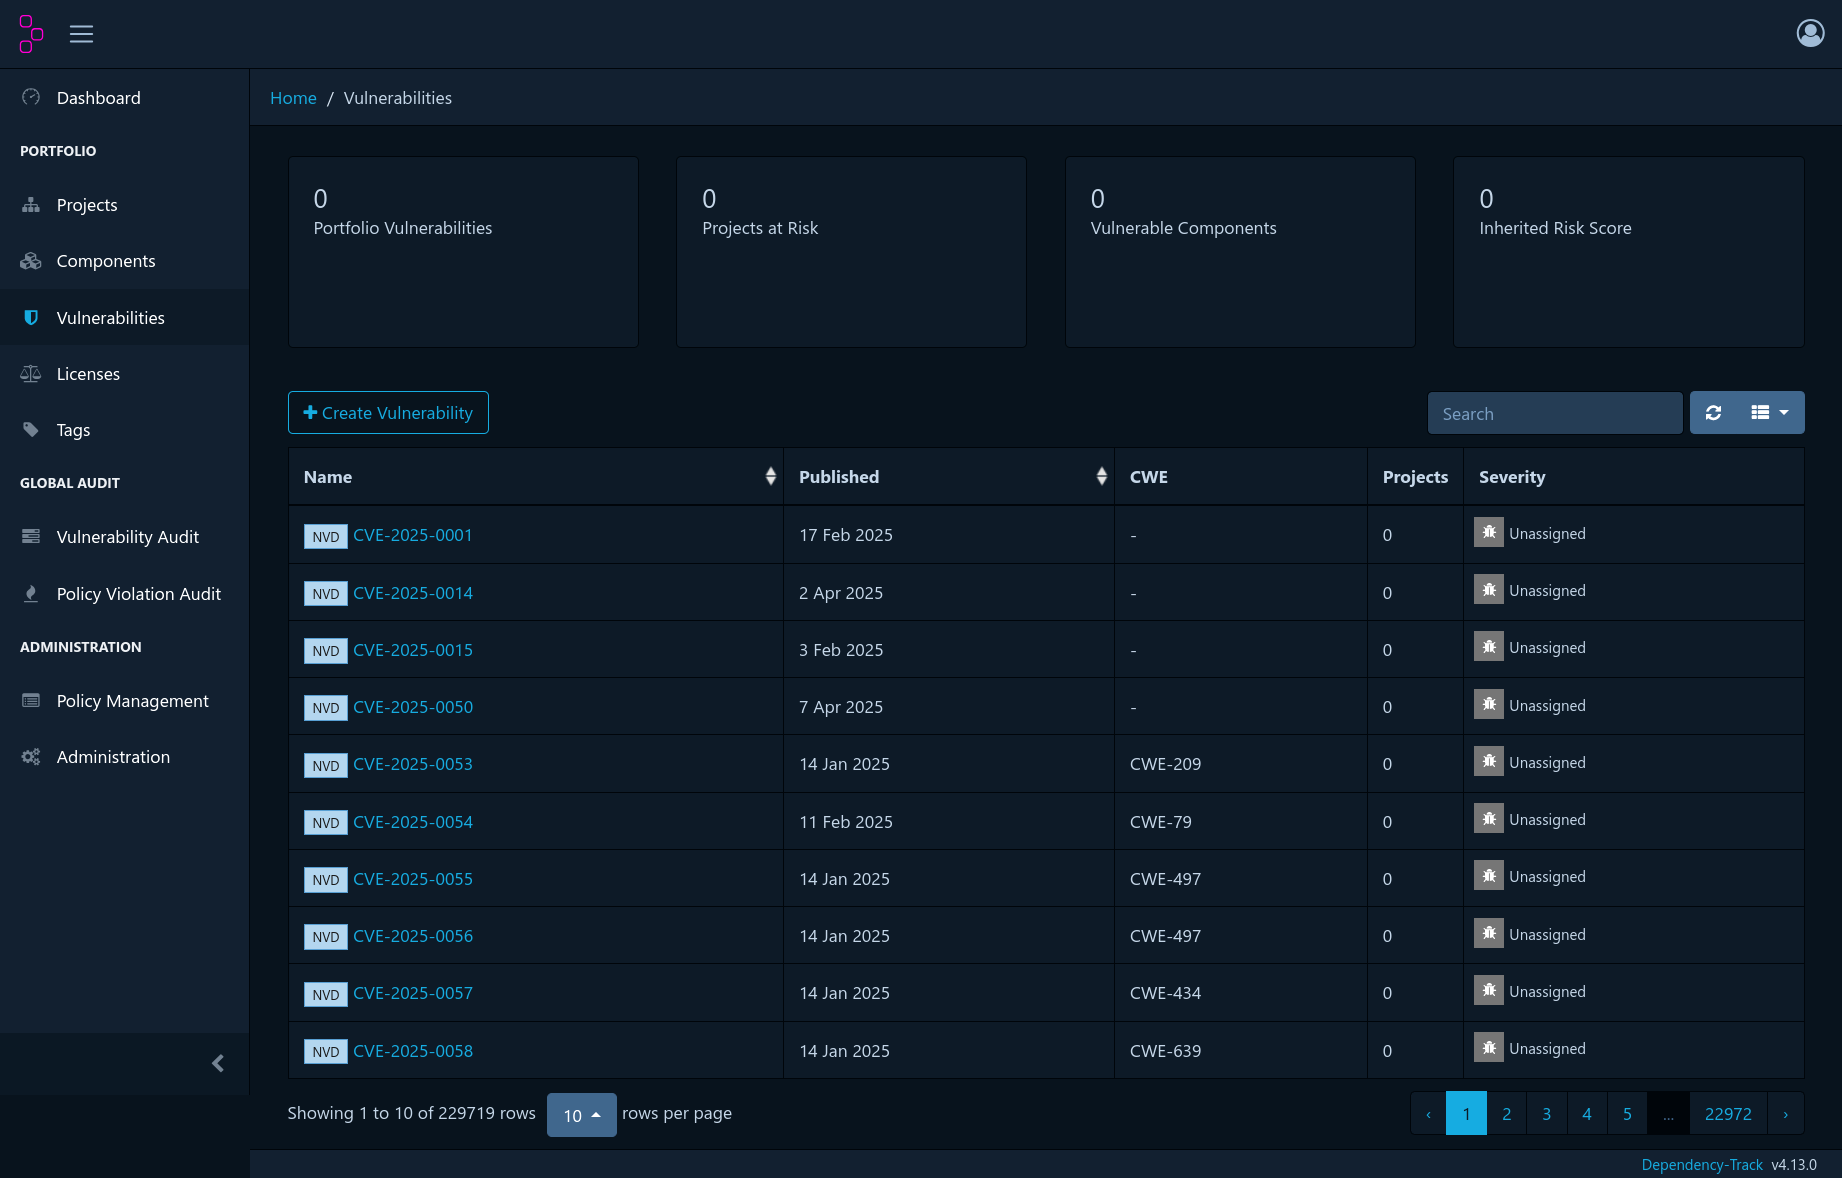 Dashboard
Home / Vulnerabilities
PORTFOLIO
Projects
Components
Vulnerabilities
Licenses
Tags
GLOBAL AUDIT
Vulnerability Audit
Policy Violation Audit
ADMINISTRATION
Policy Management
Administration
0
Portfolio Vulnerabilities
0
Projects at Risk
0
Vulnerable Components
0
Inherited Risk Score
Create Vulnerability
Search
Name Published CWE Projects Severity
NVD CVE-2025-0001 17 Feb 2025 - 0 Unassigned
NVD CVE-2025-0014 2 Apr 2025 - 0 Unassigned
NVD CVE-2025-0015 3 Feb 2025 - 0 Unassigned
NVD CVE-2025-0050 7 Apr 2025 - 0 Unassigned
NVD CVE-2025-0053 14 Jan 2025 CWE-209 0 Unassigned
NVD CVE-2025-0054 11 Feb 2025 CWE-79 0 Unassigned
NVD CVE-2025-0055 14 Jan 2025 CWE-497 0 Unassigned
NVD CVE-2025-0056 14 Jan 2025 CWE-497 0 Unassigned
NVD CVE-2025-0057 14 Jan 2025 CWE-434 0 Unassigned
NVD CVE-2025-0058 14 Jan 2025 CWE-639 0 Unassigned
Showing 1 to 10 of 229719 rows 10 rows per page
‹ 1 2 3 4 5 ... 22972 ›
Dependency-Track v4.13.0